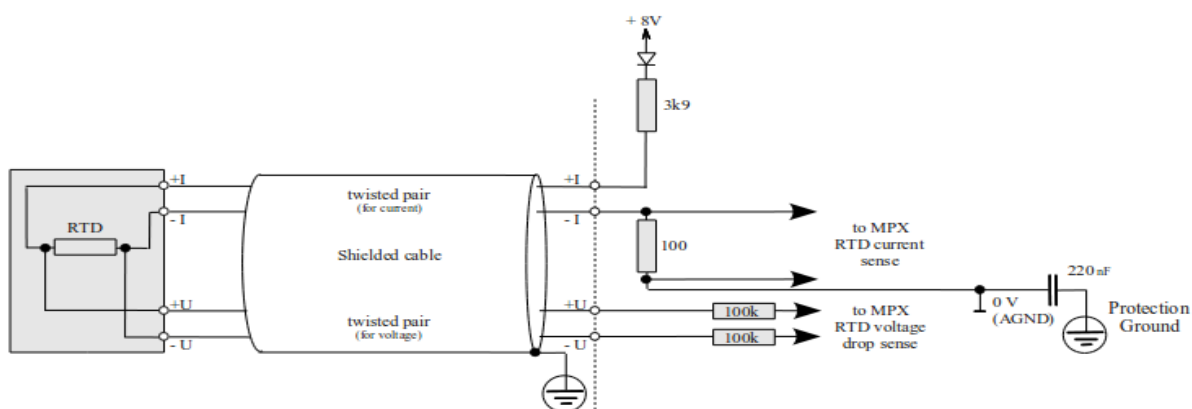 + 8V
3k9
+I
- I
RTD
+U
- U
twisted pair
(for current)
Shielded cable
twisted pair
(for voltage)
+I
- I
+U
- U
100
100k
100k
to MPX
RTD current
sense
to MPX
RTD voltage
drop sense
0 V
(AGND)
220 nF
Protection
Ground